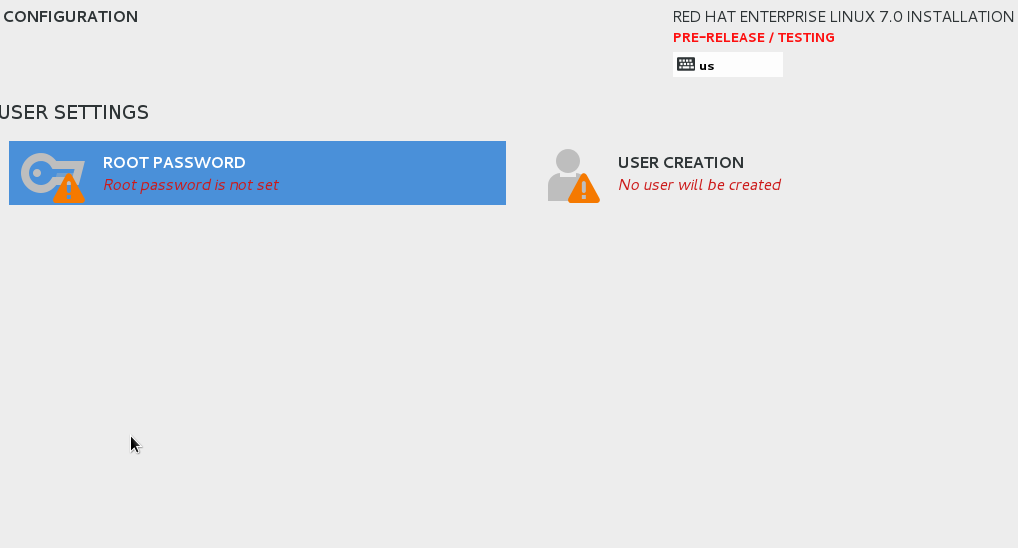 CONFIGURATION
RED HAT ENTERPRISE LINUX 7.0 INSTALLATION
PRE-RELEASE / TESTING
us
USER SETTINGS
ROOT PASSWORD
Root password is not set
USER CREATION
No user will be created